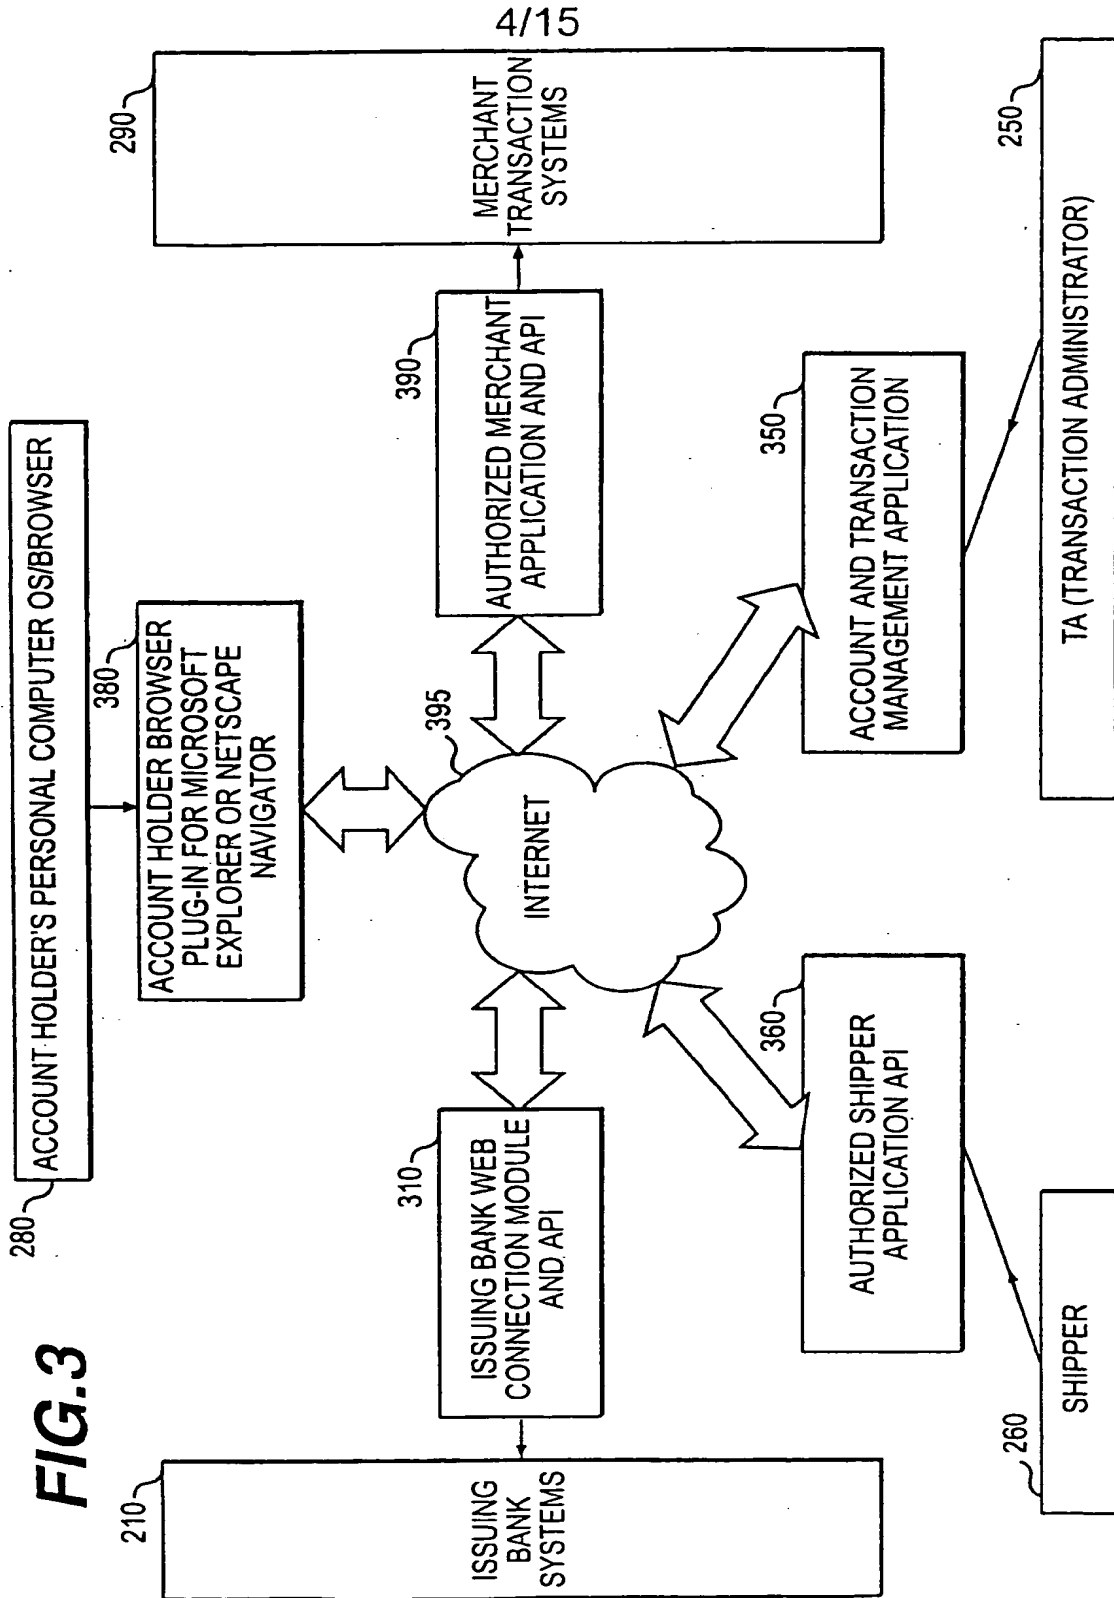 4/15
FIG.3
280
ACCOUNT HOLDER'S PERSONAL COMPUTER OS/BROWSER
380
ACCOUNT HOLDER BROWSER
PLUG-IN FOR MICROSOFT
EXPLORER OR NETSCAPE
NAVIGATOR
210
ISSUING
BANK
SYSTEMS
310
ISSUING BANK WEB
CONNECTION MODULE
AND API
395
INTERNET
390
AUTHORIZED MERCHANT
APPLICATION AND API
290
MERCHANT
TRANSACTION
SYSTEMS
360
AUTHORIZED SHIPPER
APPLICATION API
350
ACCOUNT AND TRANSACTION
MANAGEMENT APPLICATION
260
SHIPPER
250
TA (TRANSACTION ADMINISTRATOR)